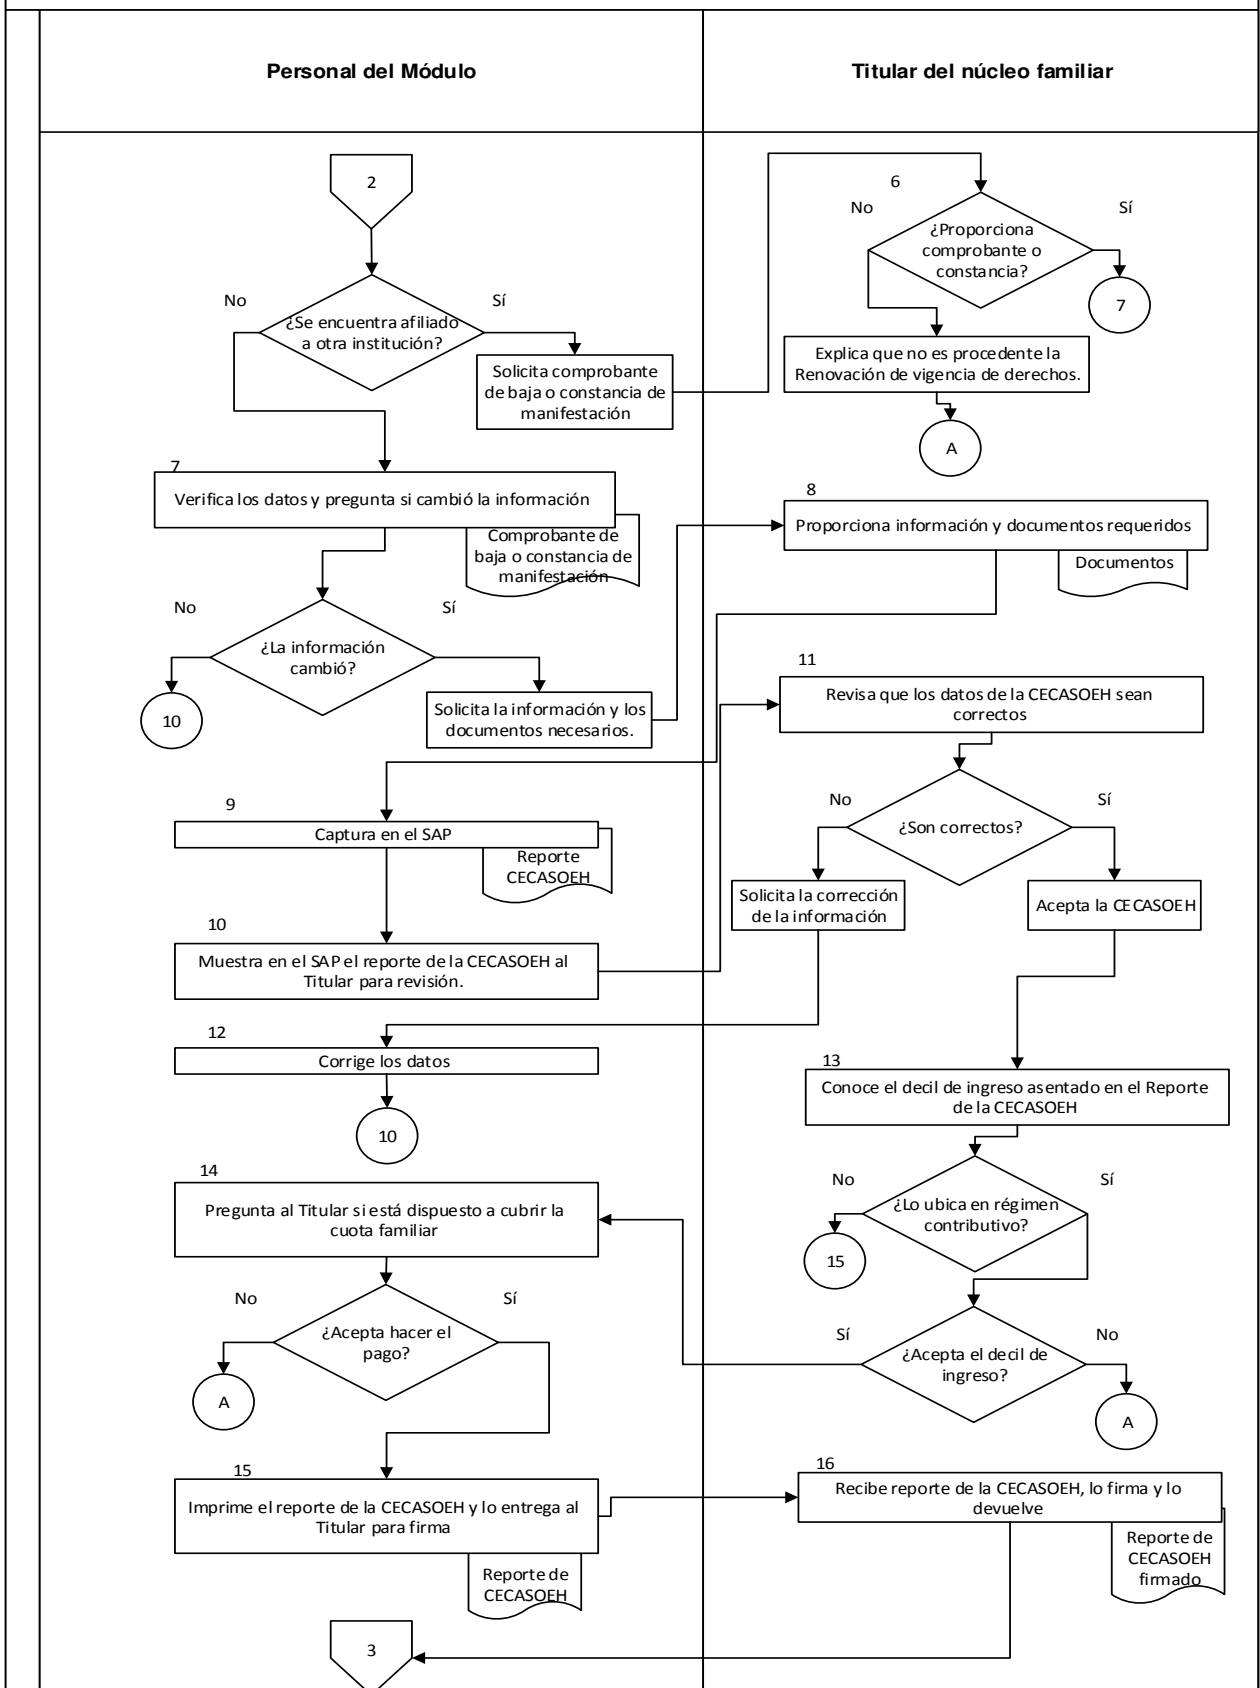 Personal del Módulo
Titular del núcleo familiar
2
6
No
Sí
¿Proporciona
comprobante o
constancia?
7
No
Sí
¿Se encuentra afiliado
a otra institución?
Solicita comprobante
de baja o constancia de
manifestación
Explica que no es procedente la
Renovación de vigencia de derechos.
A
7
Verifica los datos y pregunta si cambió la información
Comprobante de
baja o constancia de
manifestación
8
Proporciona información y documentos requeridos
Documentos
No
Sí
¿La información
cambió?
10
Solicita la información y los
documentos necesarios.
11
Revisa que los datos de la CECASOEH sean
correctos
No
Sí
¿Son correctos?
9
Captura en el SAP
Reporte
CECASOEH
Solicita la corrección
de la información
Acepta la CECASOEH
10
Muestra en el SAP el reporte de la CECASOEH al
Titular para revisión.
12
Corrige los datos
10
13
Conoce el decil de ingreso asentado en el Reporte
de la CECASOEH
No
Sí
¿Lo ubica en régimen
contributivo?
15
14
Pregunta al Titular si está dispuesto a cubrir la
cuota familiar
No
Sí
¿Acepta hacer el
pago?
A
Sí
No
¿Acepta el decil de
ingreso?
A
15
Imprime el reporte de la CECASOEH y lo entrega al
Titular para firma
Reporte de
CECASOEH
16
Recibe reporte de la CECASOEH, lo firma y lo
devuelve
Reporte de
CECASOEH
firmado
3